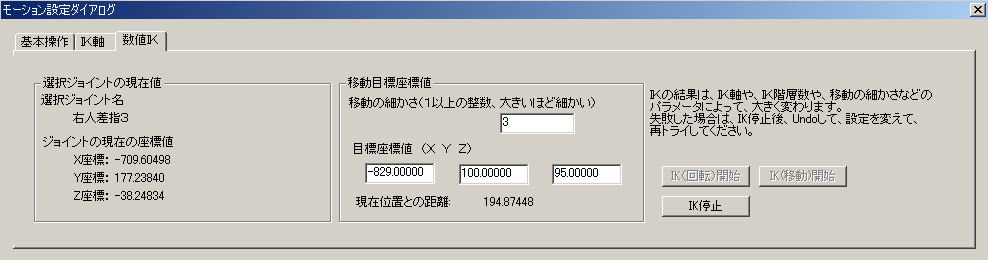 モーション設定ダイアログ
基本操作 IK軸 数値IK
選択ジョイントの現在値
選択ジョイント名
右人差指3
ジョイントの現在の座標値
X座標: -709.60498
Y座標: 177.23840
Z座標: -38.24834
移動目標座標値
移動の細かさ(1以上の整数、大きいほど細かい)
3
目標座標値 (X Y Z)
-829.00000 100.00000 95.00000
現在位置との距離: 194.87448
IKの結果は、IK軸や、IK階層数や、移動の細かさなどの
パラメータによって、大きく変わります。
失敗した場合は、IK停止後、Undoして、設定を変えて、
再トライしてください。
IK(回転)開始 IK(移動)開始
IK停止